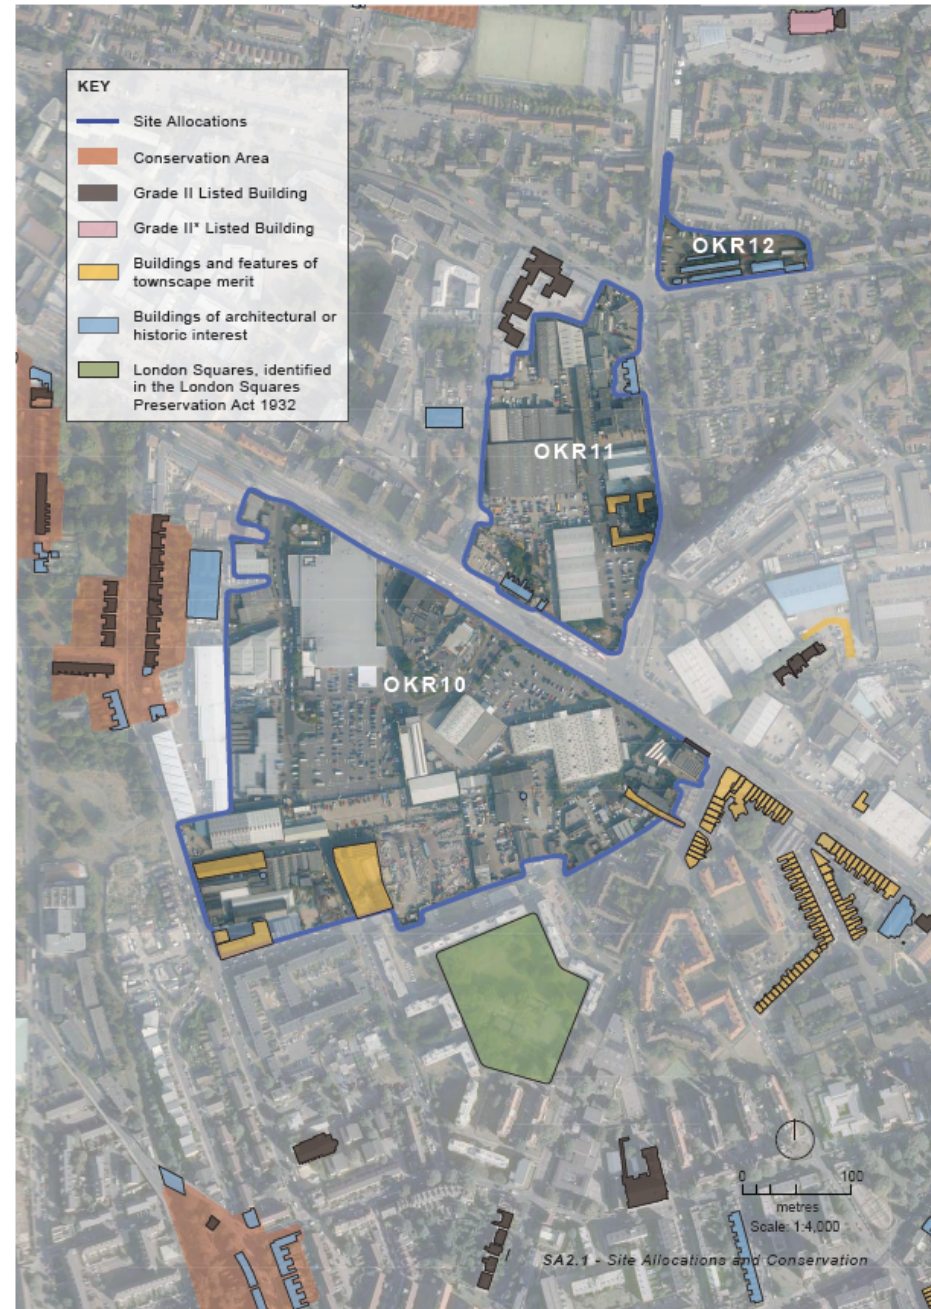 KEY
Site Allocations
Conservation Area
Grade II Listed Building
Grade II* Listed Building
Buildings and features of
townscape merit
Buildings of architectural or
historic interest
London Squares, identified
in the London Squares
Preservation Act 1932
OKR12
OKR11
OKR10
0 100
metres
Scale: 1:4,000
SA2.1 - Site Allocations and Conservation